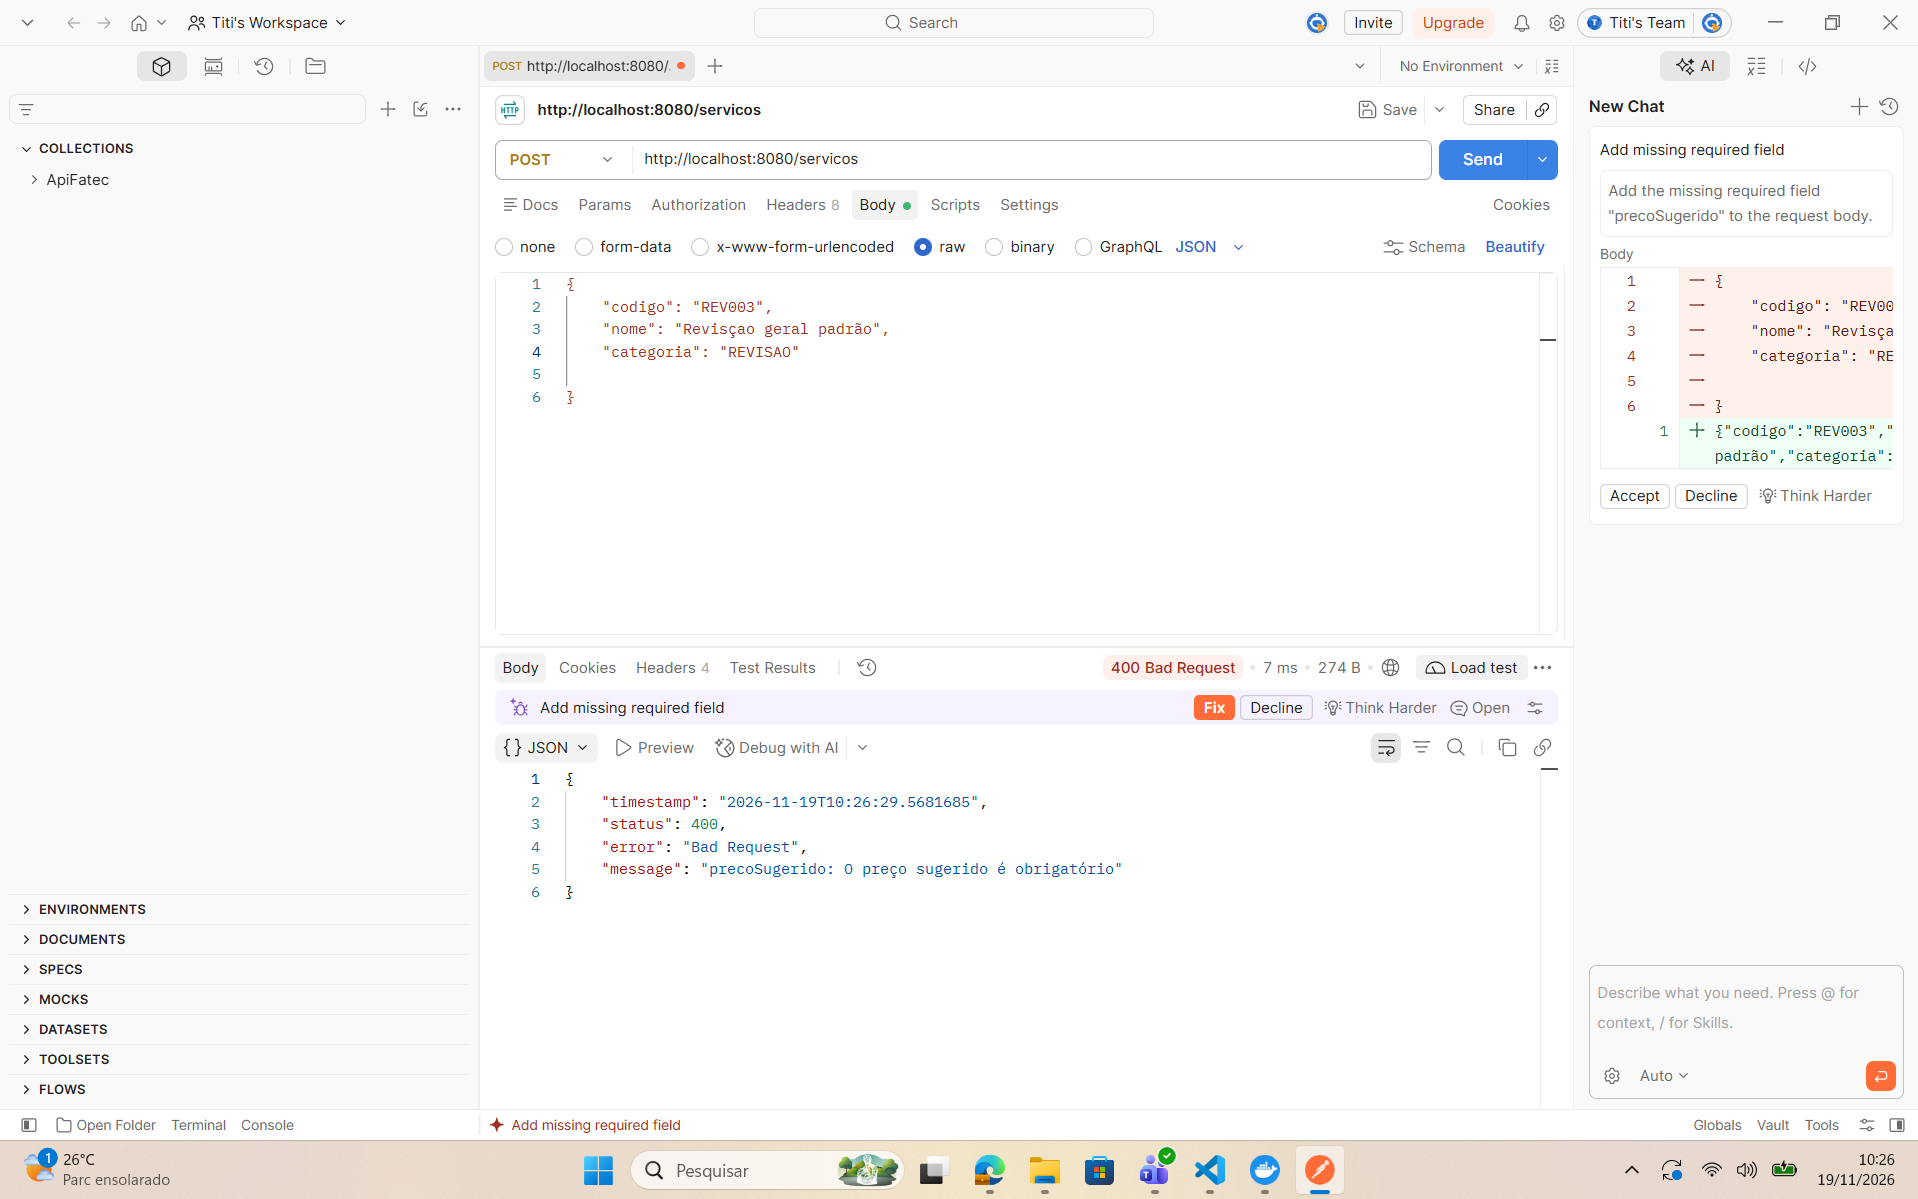 Titi's Workspace
Search
Invite
Upgrade
Titi's Team
POST http://localhost:8080/.
No Environment
AI
COLLECTIONS
ApiFatec
HTTP
http://localhost:8080/servicos
Save
Share
POST
http://localhost:8080/servicos
Send
Docs
Params
Authorization
Headers 8
Body
Scripts
Settings
Cookies
none
form-data
x-www-form-urlencoded
raw
binary
GraphQL
JSON
Schema
Beautify
1 {
2 "codigo": "REV003",
3 "nome": "Revisçao geral padrão",
4 "categoria": "REVISAO"
5
6 }
Body
Cookies
Headers 4
Test Results
400 Bad Request
7 ms
274 B
Load test
Add missing required field
Fix
Decline
Think Harder
Open
{} JSON
Preview
Debug with AI
1 {
2 "timestamp": "2026-11-19T10:26:29.5681685",
3 "status": 400,
4 "error": "Bad Request",
5 "message": "precoSugerido: O preço sugerido é obrigatório"
6 }
New Chat
Add missing required field
Add the missing required field
"precoSugerido" to the request body.
Body
1 — {
2 — "codigo": "REV00
3 — "nome": "Revisça
4 — "categoria": "RE
5 —
6 — }
1 + {"codigo":"REV003","
padrão","categoria":
Accept
Decline
Think Harder
Describe what you need. Press @ for
context, / for Skills.
Auto
ENVIRONMENTS
DOCUMENTS
SPECS
MOCKS
DATASETS
TOOLSETS
FLOWS
Open Folder
Terminal
Console
Add missing required field
Globals
Vault
Tools
1
26°C
Parc ensolarado
Pesquisar
10:26
19/11/2026